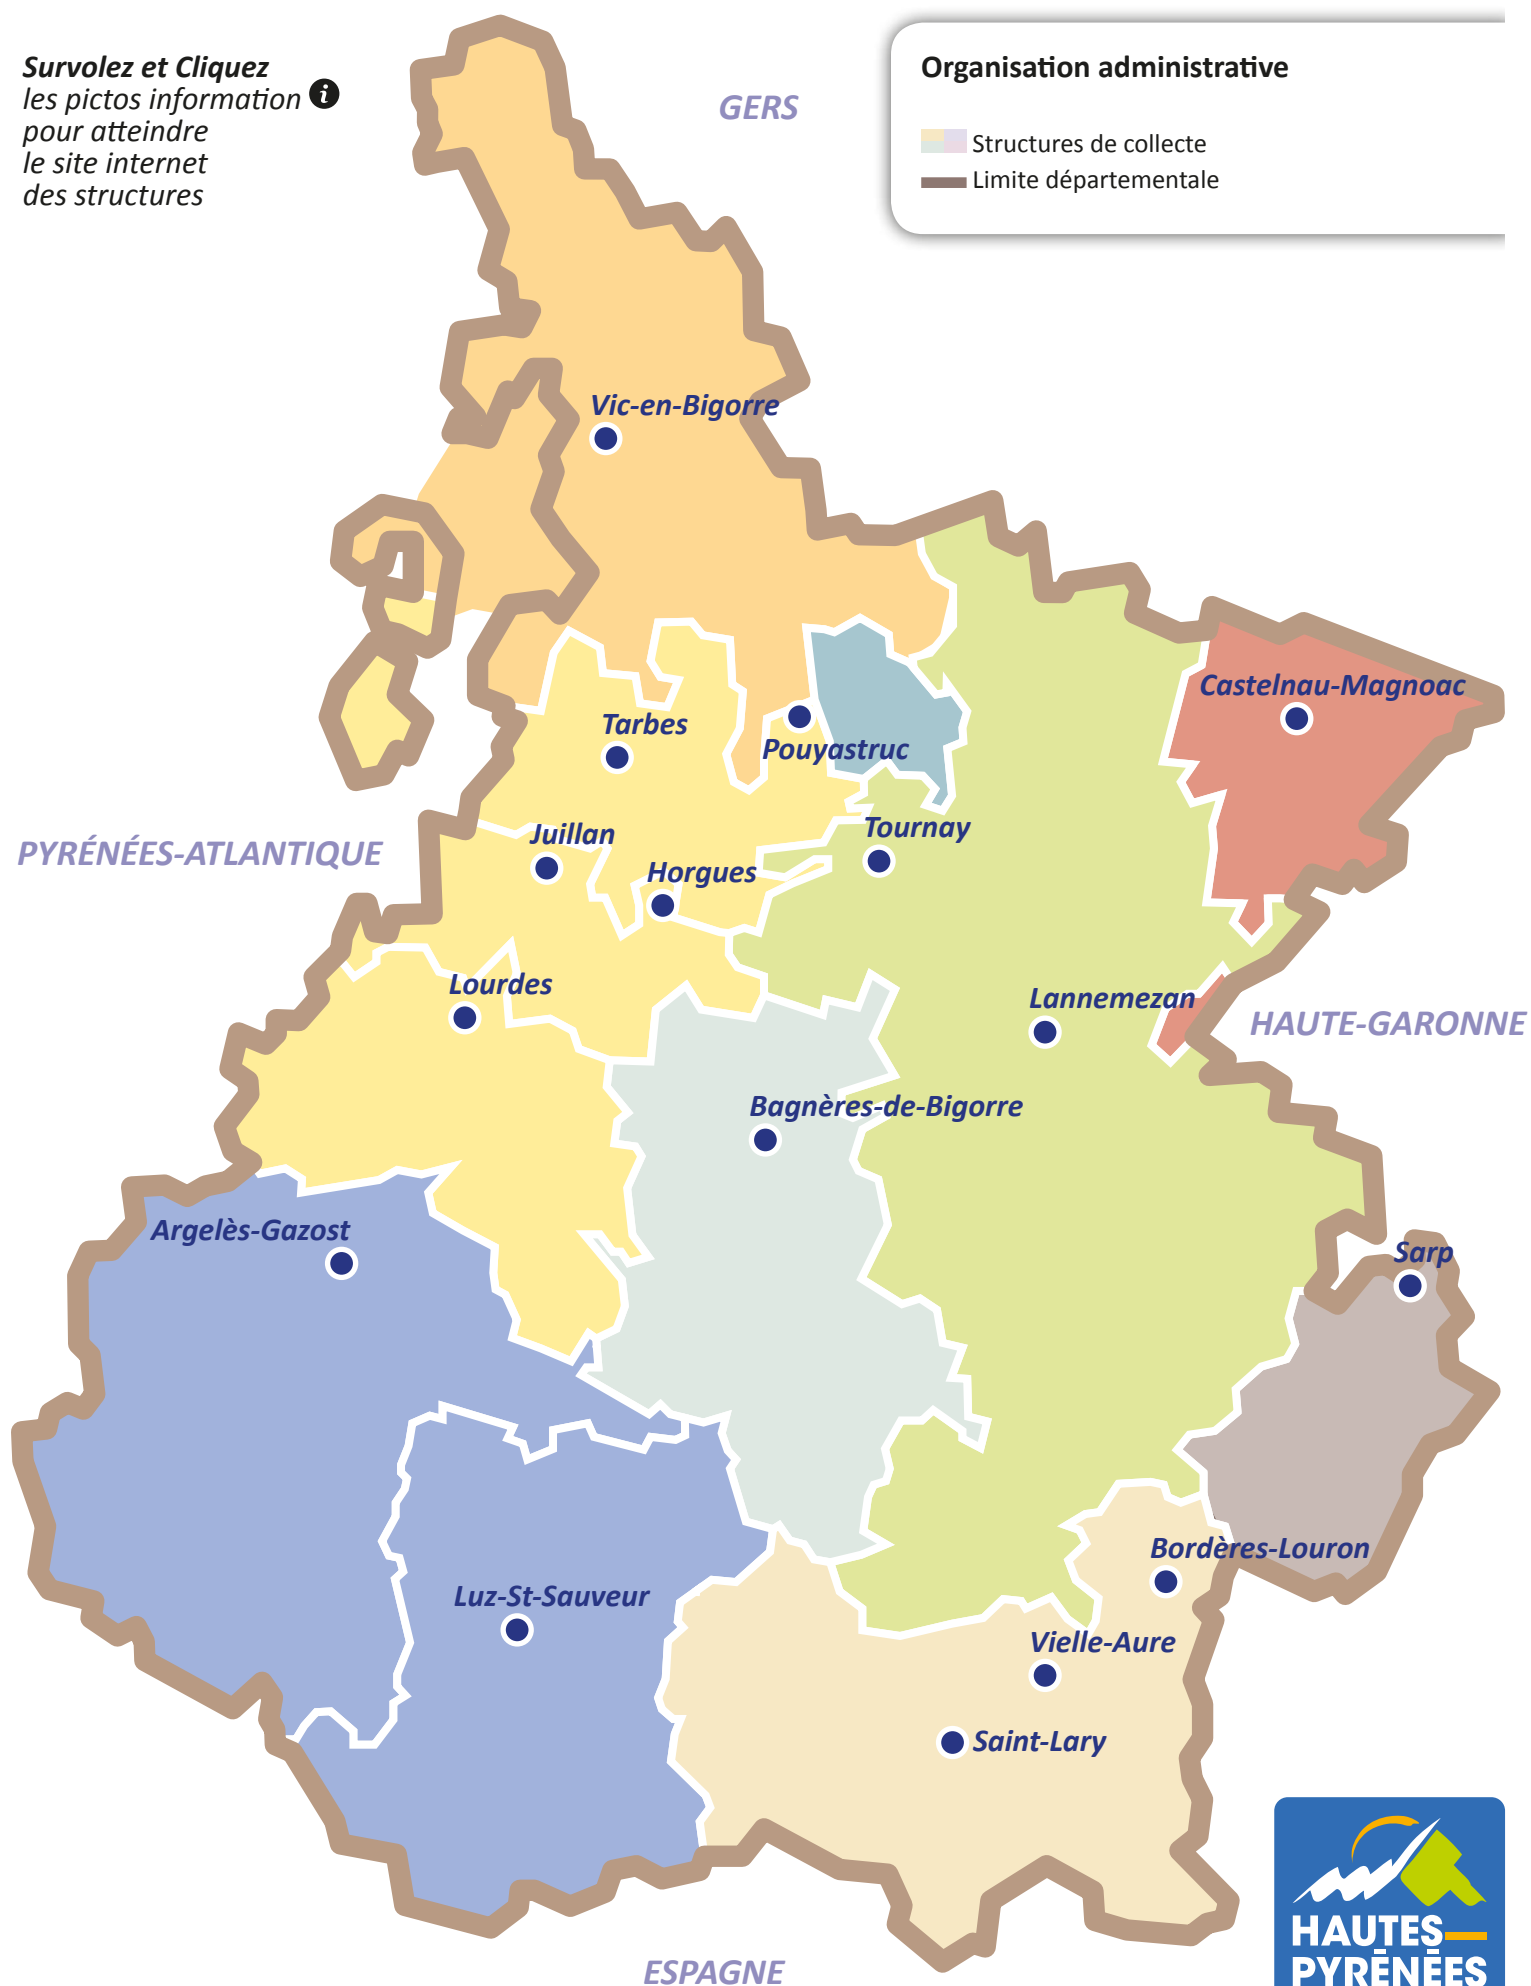 Survolez et Cliquez
les pictos information i
pour atteindre
le site internet
des structures
GERS
Organisation administrative
Structures de collecte
Limite départementale
Vic-en-Bigorre
Castelnau-Magnoac
Tarbes
Pouyastruc
PYRÉNÉES-ATLANTIQUE
Juillan
Tournay
Horgues
Lourdes
Lannemezan
HAUTE-GARONNE
Bagnères-de-Bigorre
Argelès-Gazost
Sarp
Bordères-Louron
Luz-St-Sauveur
Vielle-Aure
Saint-Lary
HAUTES
PYRÉNÉES
ESPAGNE